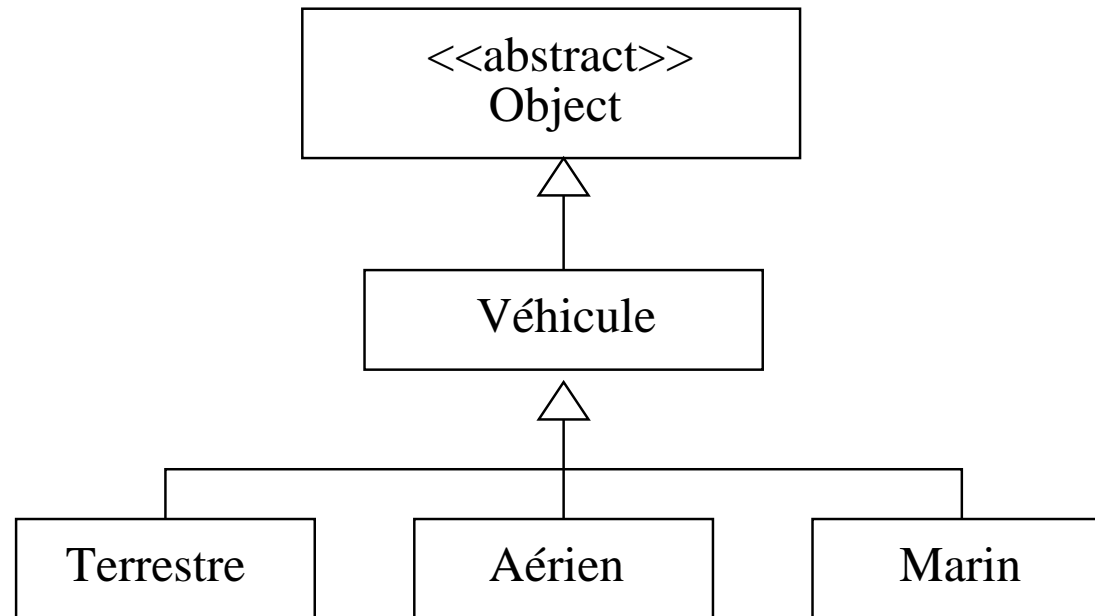 <<abstract>>
Object
Véhicule
Terrestre
Aérien
Marin